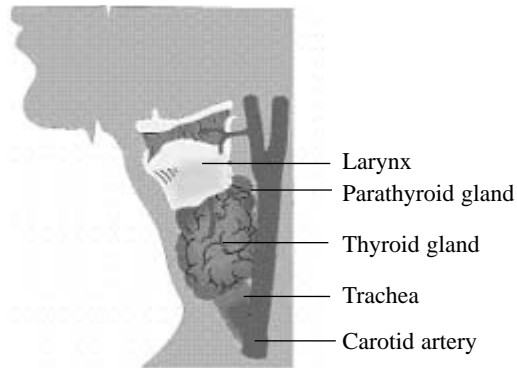 Larynx
Parathyroid gland
Thyroid gland
Trachea
Carotid artery